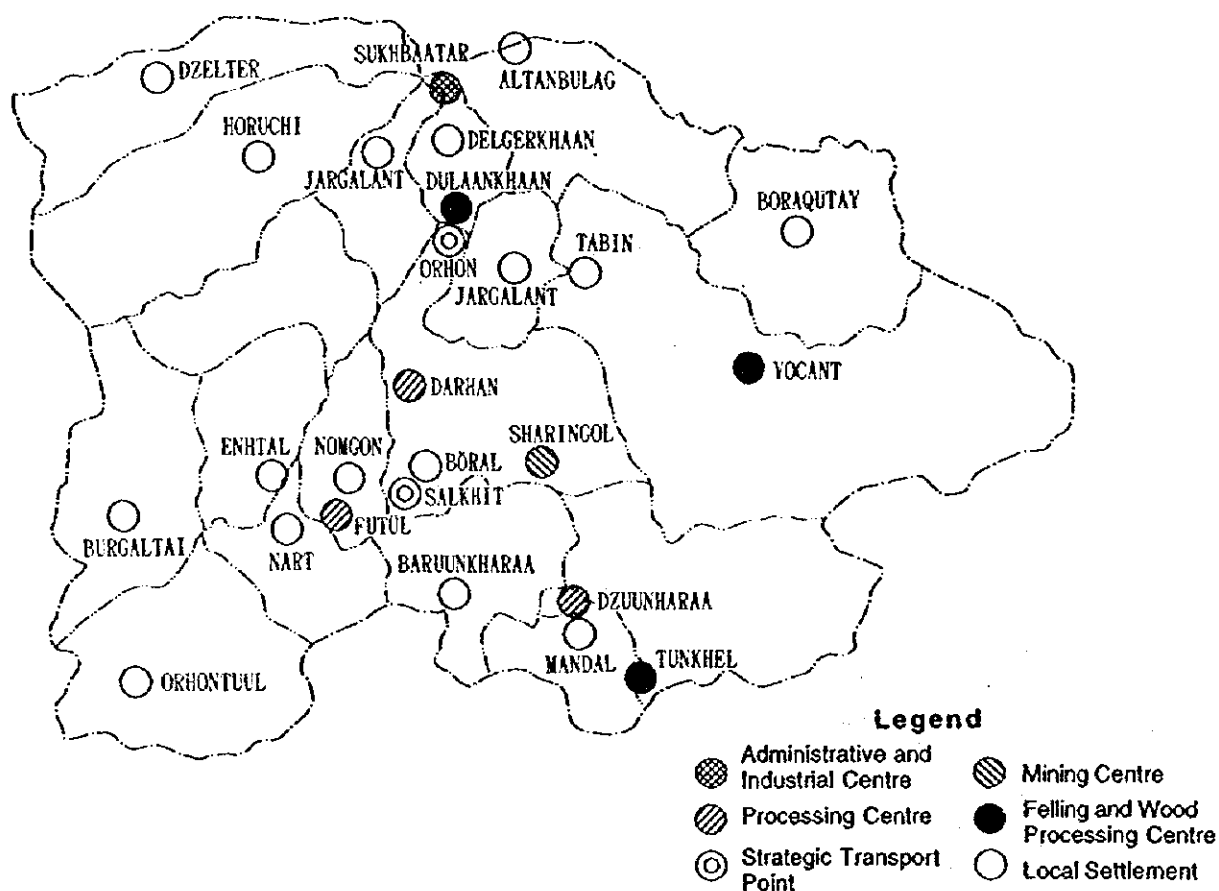 SUKHBAATAR
DZELTER
ALTANBULAG
HORUCHI
DELGERKHAAN
JARGALANT
DULAANKHAAN
BORAQUTAY
TABIN
ORHON
JARGALANT
YOCANT
DARHAN
SHARINGOL
ENHTAL
NOMGON
BÖRAL
SALKHIT
FUTUL
BURGALTAI
NART
BARUUNKHARAA
DZUUNHARAA
MANDAL
TUNKHEL
ORHONTUUL
Legend
Administrative and
Industrial Centre
Processing Centre
Strategic Transport
Point
Mining Centre
Felling and Wood
Processing Centre
Local Settlement